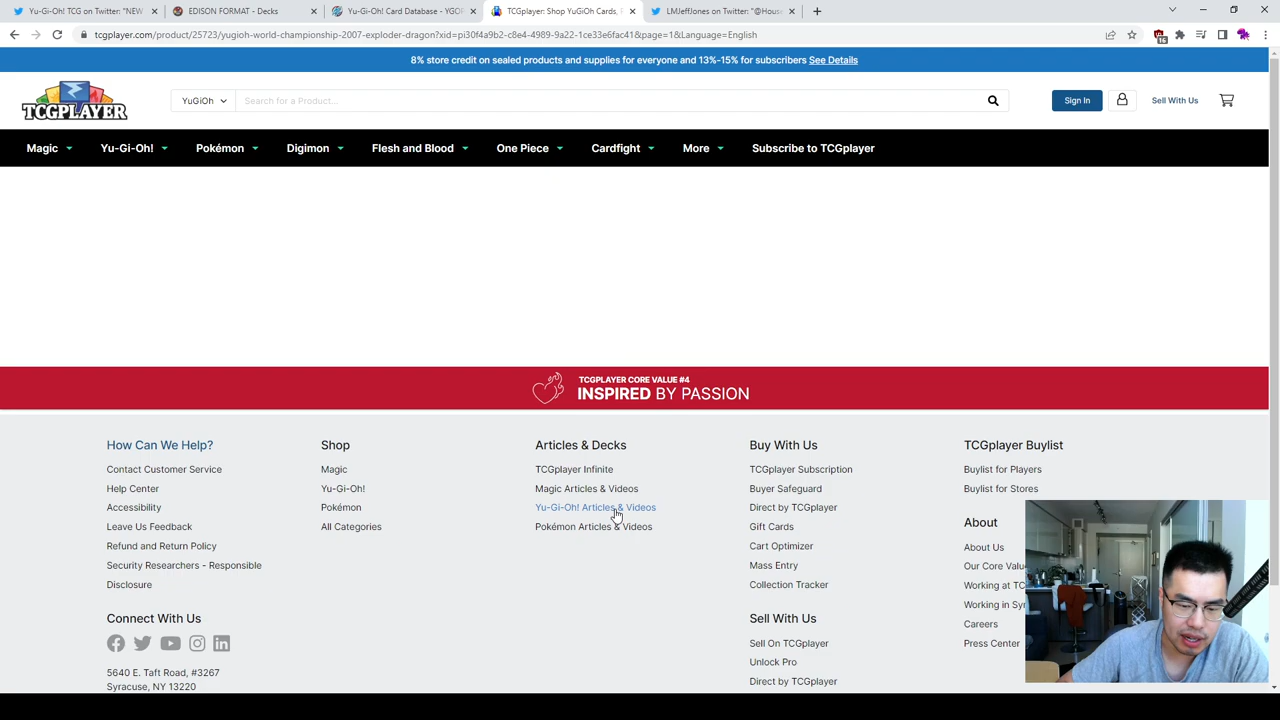 Yu-Gi-Oh! TCG on Twitter: "NEW
EDISON FORMAT - Decks
Yu-Gi-Oh! Card Database - YGOP
TCGplayer: Shop YuGiOh Cards, P
LMJeffJones on Twitter: "@House
tcgplayer.com/product/25723/yugioh-world-championship-2007-exploder-dragon?xid=pi30f4a9b2-c8e4-4989-9a22-1ce33e6fac41&page=1&Language=English
8% store credit on sealed products and supplies for everyone and 13%-15% for subscribers See Details
TCGPLAYER
YuGiOh
Search for a Product...
Sign In
Sell With Us
Magic
Yu-Gi-Oh!
Pokémon
Digimon
Flesh and Blood
One Piece
Cardfight
More
Subscribe to TCGplayer
TCGPLAYER CORE VALUE #4
INSPIRED BY PASSION
How Can We Help?
Contact Customer Service
Help Center
Accessibility
Leave Us Feedback
Refund and Return Policy
Security Researchers - Responsible
Disclosure
Connect With Us
5640 E. Taft Road, #3267
Syracuse, NY 13220
Shop
Magic
Yu-Gi-Oh!
Pokémon
All Categories
Articles & Decks
TCGplayer Infinite
Magic Articles & Videos
Yu-Gi-Oh! Articles & Videos
Pokémon Articles & Videos
Buy With Us
TCGplayer Subscription
Buyer Safeguard
Direct by TCGplayer
Gift Cards
Cart Optimizer
Mass Entry
Collection Tracker
Sell With Us
Sell On TCGplayer
Unlock Pro
Direct by TCGplayer
TCGplayer Buylist
Buylist for Players
Buylist for Stores
About
About Us
Our Core Valu
Working at TC
Working in Syr
Careers
Press Center